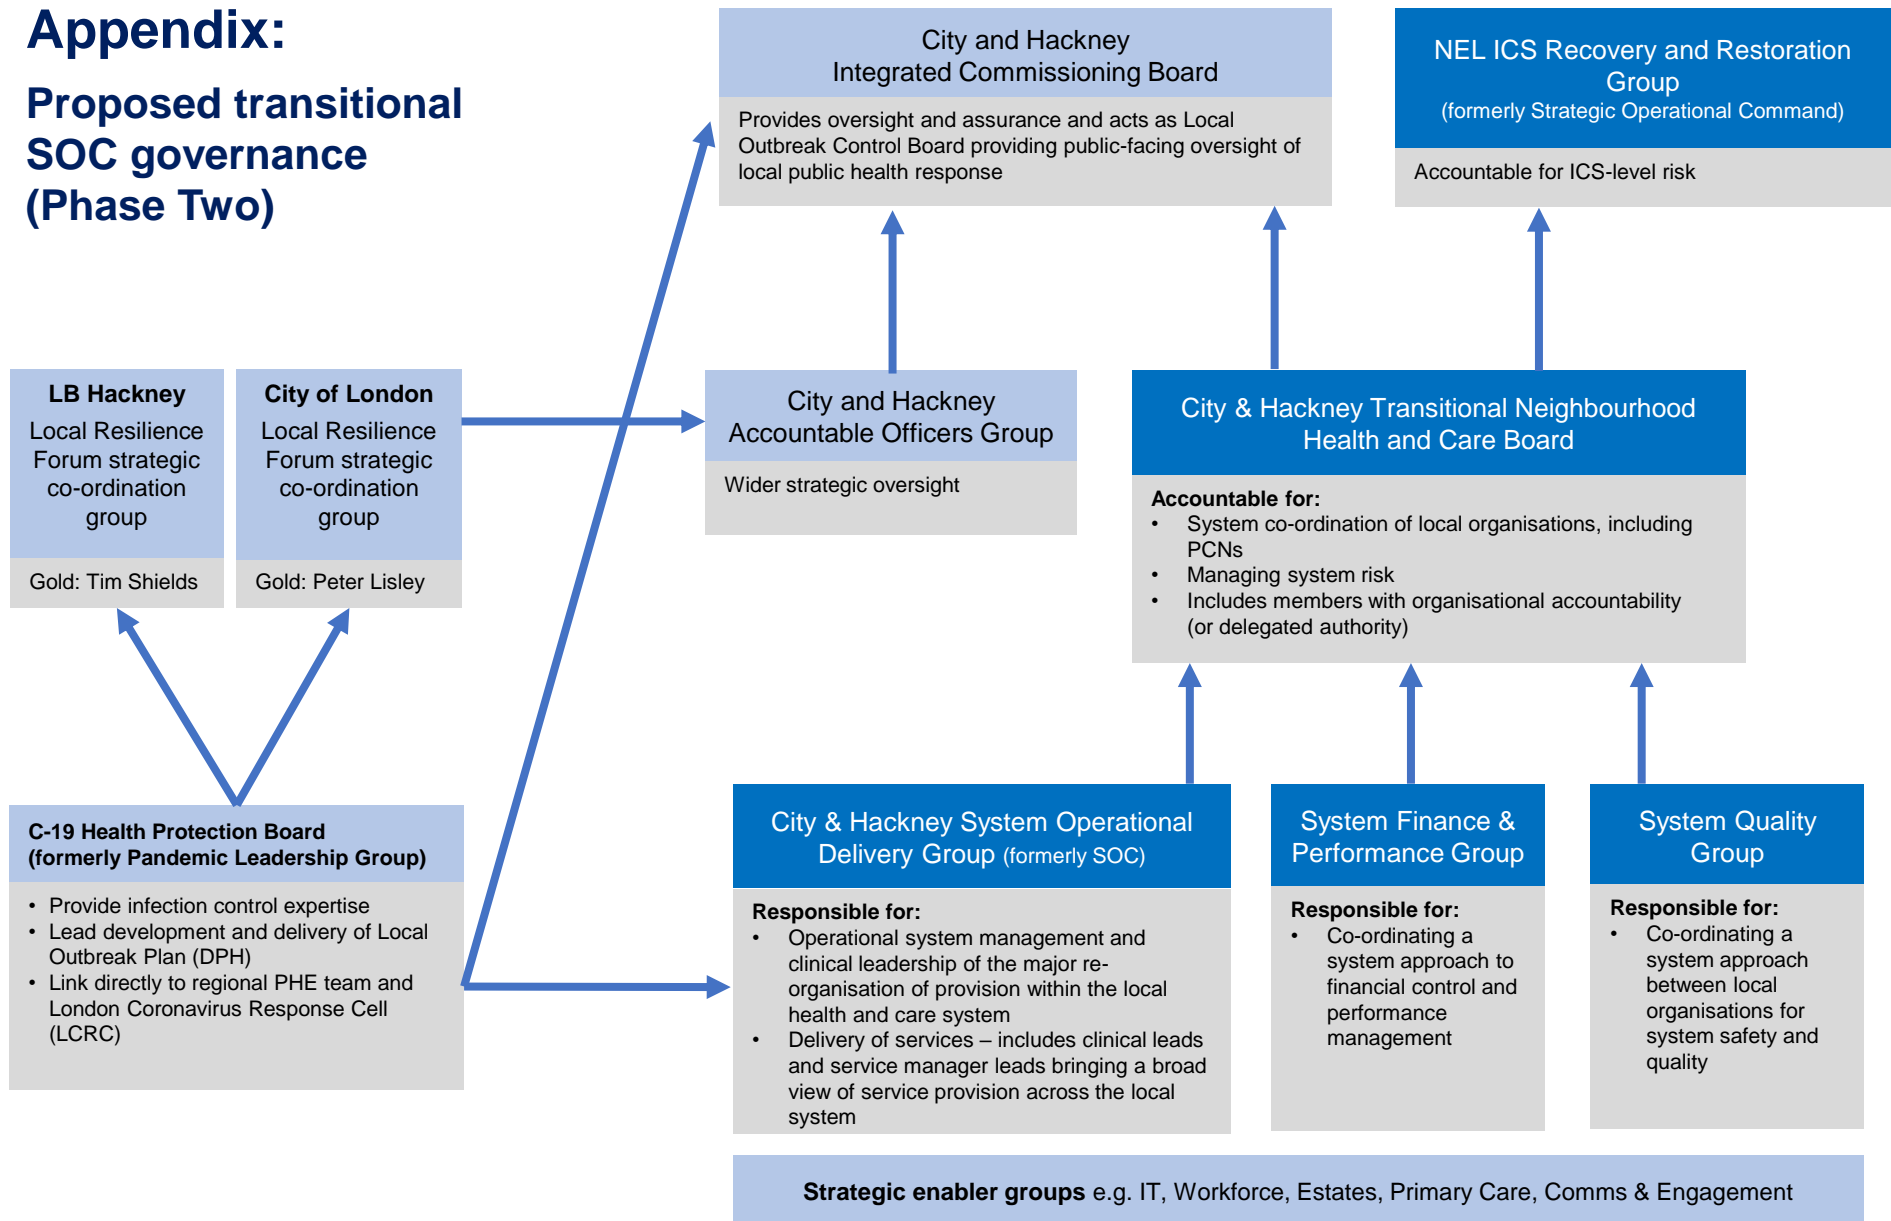 Appendix:
Proposed transitional
SOC governance
(Phase Two)
City and Hackney
Integrated Commissioning Board
Provides oversight and assurance and acts as Local
Outbreak Control Board providing public-facing oversight of
local public health response
NEL ICS Recovery and Restoration
Group
(formerly Strategic Operational Command)
Accountable for ICS-level risk
LB Hackney
Local Resilience
Forum strategic
co-ordination
group
Gold: Tim Shields
City of London
Local Resilience
Forum strategic
co-ordination
group
Gold: Peter Lisley
City and Hackney
Accountable Officers Group
Wider strategic oversight
City & Hackney Transitional Neighbourhood
Health and Care Board
Accountable for:
• System co-ordination of local organisations, including
PCNs
• Managing system risk
• Includes members with organisational accountability
(or delegated authority)
C-19 Health Protection Board
(formerly Pandemic Leadership Group)
• Provide infection control expertise
• Lead development and delivery of Local
Outbreak Plan (DPH)
• Link directly to regional PHE team and
London Coronavirus Response Cell
(LCRC)
City & Hackney System Operational
Delivery Group (formerly SOC)
Responsible for:
• Operational system management and
clinical leadership of the major re-
organisation of provision within the local
health and care system
• Delivery of services – includes clinical leads
and service manager leads bringing a broad
view of service provision across the local
system
System Finance &
Performance Group
Responsible for:
• Co-ordinating a
system approach to
financial control and
performance
management
System Quality
Group
Responsible for:
• Co-ordinating a
system approach
between local
organisations for
system safety and
quality
Strategic enabler groups e.g. IT, Workforce, Estates, Primary Care, Comms & Engagement